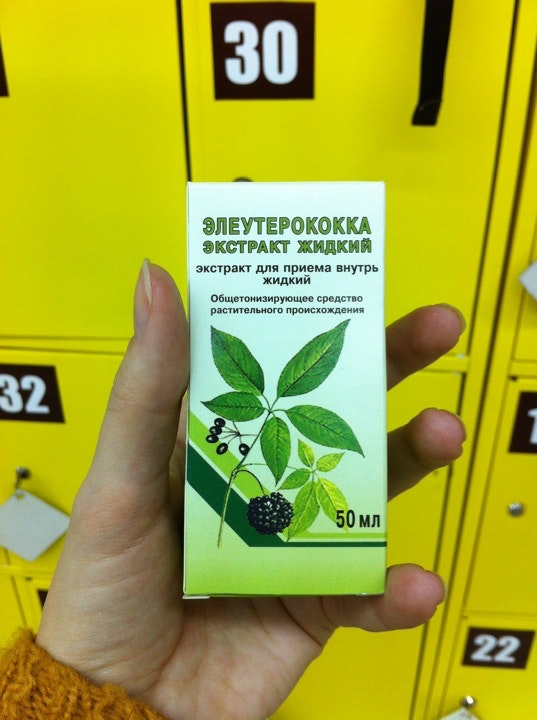 30
ЭЛЕУТЕРОКОККА
ЭКСТРАКТ ЖИДКИЙ
экстракт для приема внутрь
жидкий
Общетонизирующее средство
растительного происхождения
32
50 мл
22